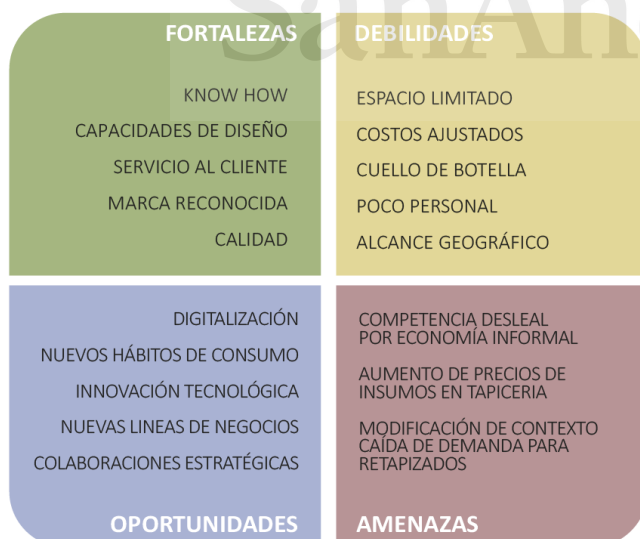 SanAn
FORTALEZAS
KNOW HOW
CAPACIDADES DE DISEÑO
SERVICIO AL CLIENTE
MARCA RECONOCIDA
CALIDAD
DEBILIDADES
ESPACIO LIMITADO
COSTOS AJUSTADOS
CUELLO DE BOTELLA
POCO PERSONAL
ALCANCE GEOGRÁFICO
DIGITALIZACIÓN
NUEVOS HÁBITOS DE CONSUMO
INNOVACIÓN TECNOLÓGICA
NUEVAS LINEAS DE NEGOCIOS
COLABORACIONES ESTRATÉGICAS
OPORTUNIDADES
COMPETENCIA DESLEAL
POR ECONOMÍA INFORMAL
AUMENTO DE PRECIOS DE
INSUMOS EN TAPICERIA
MODIFICACIÓN DE CONTEXTO
CAÍDA DE DEMANDA PARA
RETAPIZADOS
AMENAZAS